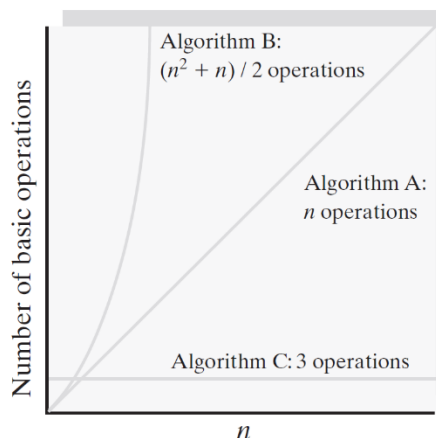 Algorithm B:
(n² + n) / 2 operations
Number of basic operations
Algorithm A:
n operations
Algorithm C: 3 operations
n